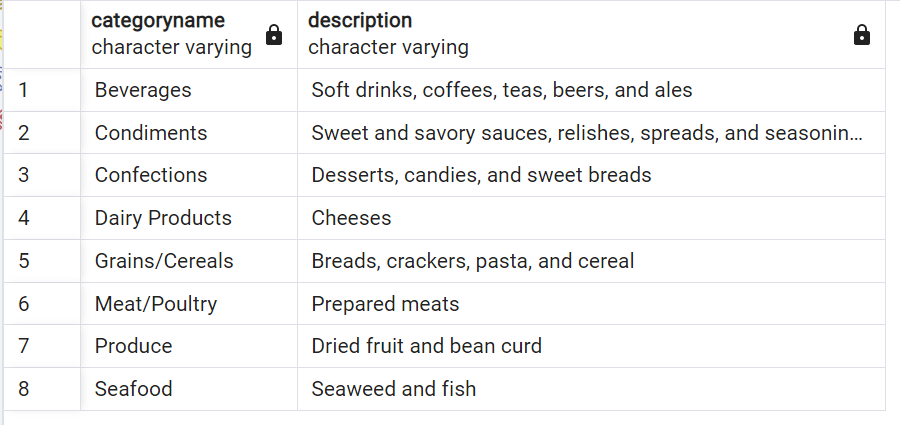 categoryname description
character varying character varying
1 Beverages Soft drinks, coffees, teas, beers, and ales
2 Condiments Sweet and savory sauces, relishes, spreads, and seasonin...
3 Confections Desserts, candies, and sweet breads
4 Dairy Products Cheeses
5 Grains/Cereals Breads, crackers, pasta, and cereal
6 Meat/Poultry Prepared meats
7 Produce Dried fruit and bean curd
8 Seafood Seaweed and fish